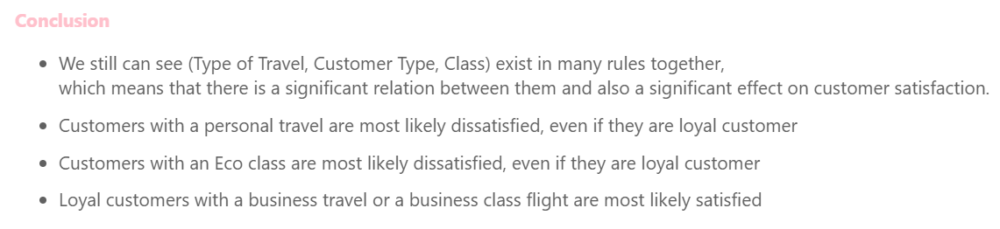 Conclusion
• We still can see (Type of Travel, Customer Type, Class) exist in many rules together,
which means that there is a significant relation between them and also a significant effect on customer satisfaction.
• Customers with a personal travel are most likely dissatisfied, even if they are loyal customer
• Customers with an Eco class are most likely dissatisfied, even if they are loyal customer
• Loyal customers with a business travel or a business class flight are most likely satisfied